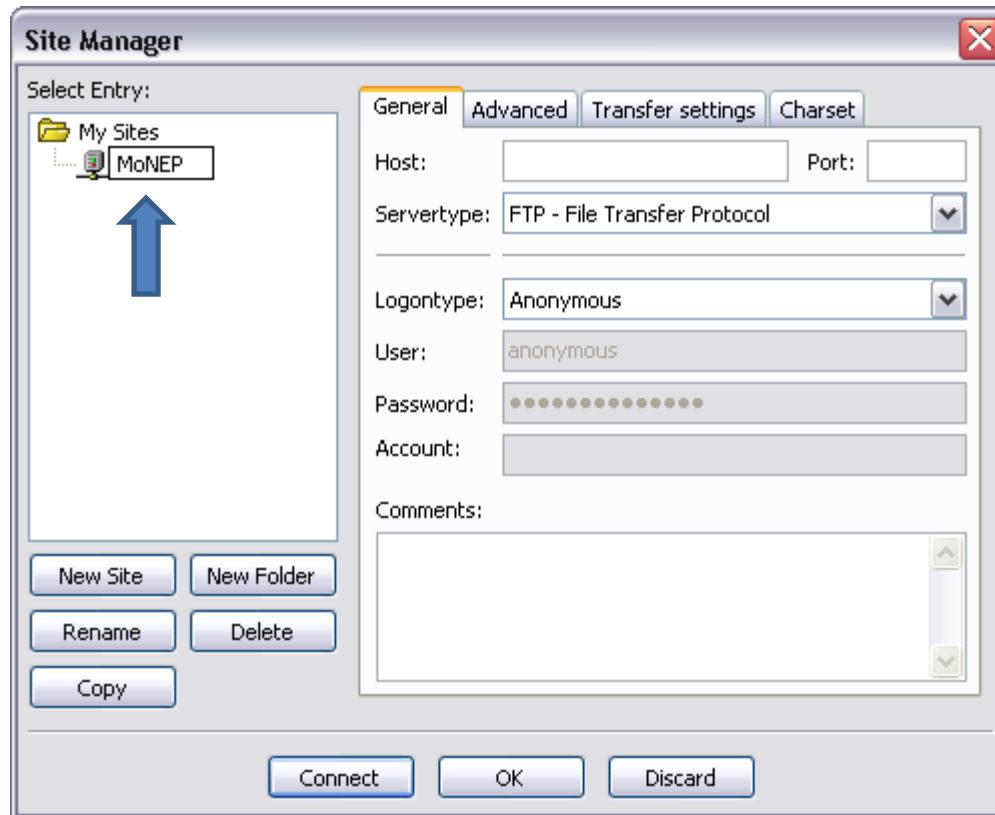 Site Manager
Select Entry:
My Sites
MoNEP
New Site
New Folder
Rename
Delete
Copy
General
Advanced
Transfer settings
Charset
Host:
Port:
Servertype:
FTP - File Transfer Protocol
Logontype:
Anonymous
User:
anonymous
Password:
●●●●●●●●●●●●●●
Account:
Comments:
Connect
OK
Discard